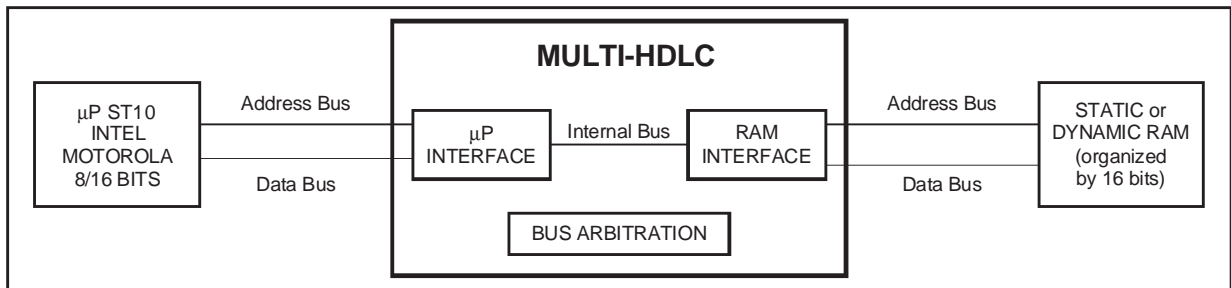 MULTI-HDLC
µP ST10
INTEL
MOTOROLA
8/16 BITS
Address Bus
Data Bus
µP
INTERFACE
Internal Bus
RAM
INTERFACE
BUS ARBITRATION
Address Bus
Data Bus
STATIC or
DYNAMIC RAM
(organized
by 16 bits)